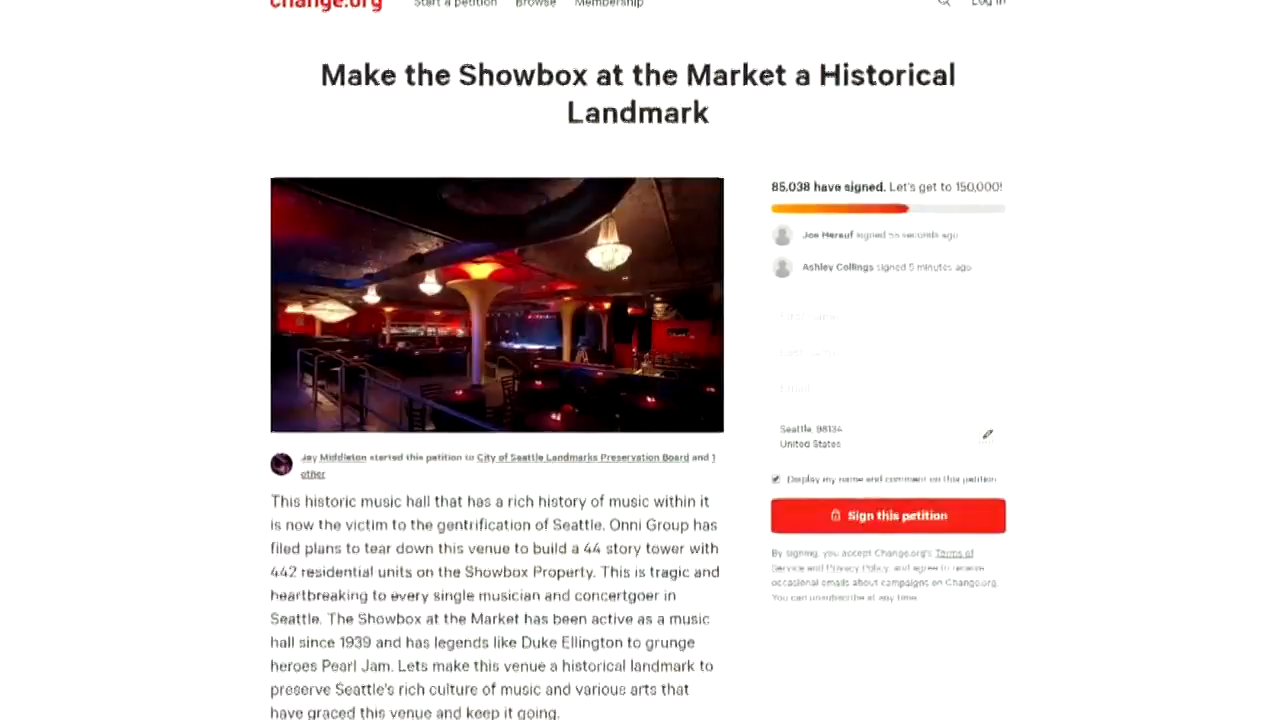 change.org Start a petition Browse Membership Log in
Make the Showbox at the Market a Historical
Landmark
85,038 have signed. Let's get to 150,000!
signed 55 seconds ago
Ashley Collings signed 5 minutes ago
First name
Last name
Email
Seattle, 98134
United States
Display my name and comment on this petition
Sign this petition
By signing, you accept Change.org's Terms of
Service and Privacy Policy, and agree to receive
occasional emails about campaigns on Change.org.
You can unsubscribe at any time.
Jay Middleton started this petition to City of Seattle Landmarks Preservation Board and 1
other
This historic music hall that has a rich history of music within it
is now the victim to the gentrification of Seattle. Onni Group has
filed plans to tear down this venue to build a 44 story tower with
442 residential units on the Showbox Property. This is tragic and
heartbreaking to every single musician and concertgoer in
Seattle. The Showbox at the Market has been active as a music
hall since 1939 and has legends like Duke Ellington to grunge
heroes Pearl Jam. Lets make this venue a historical landmark to
preserve Seattle's rich culture of music and various arts that
have graced this venue and keep it going.